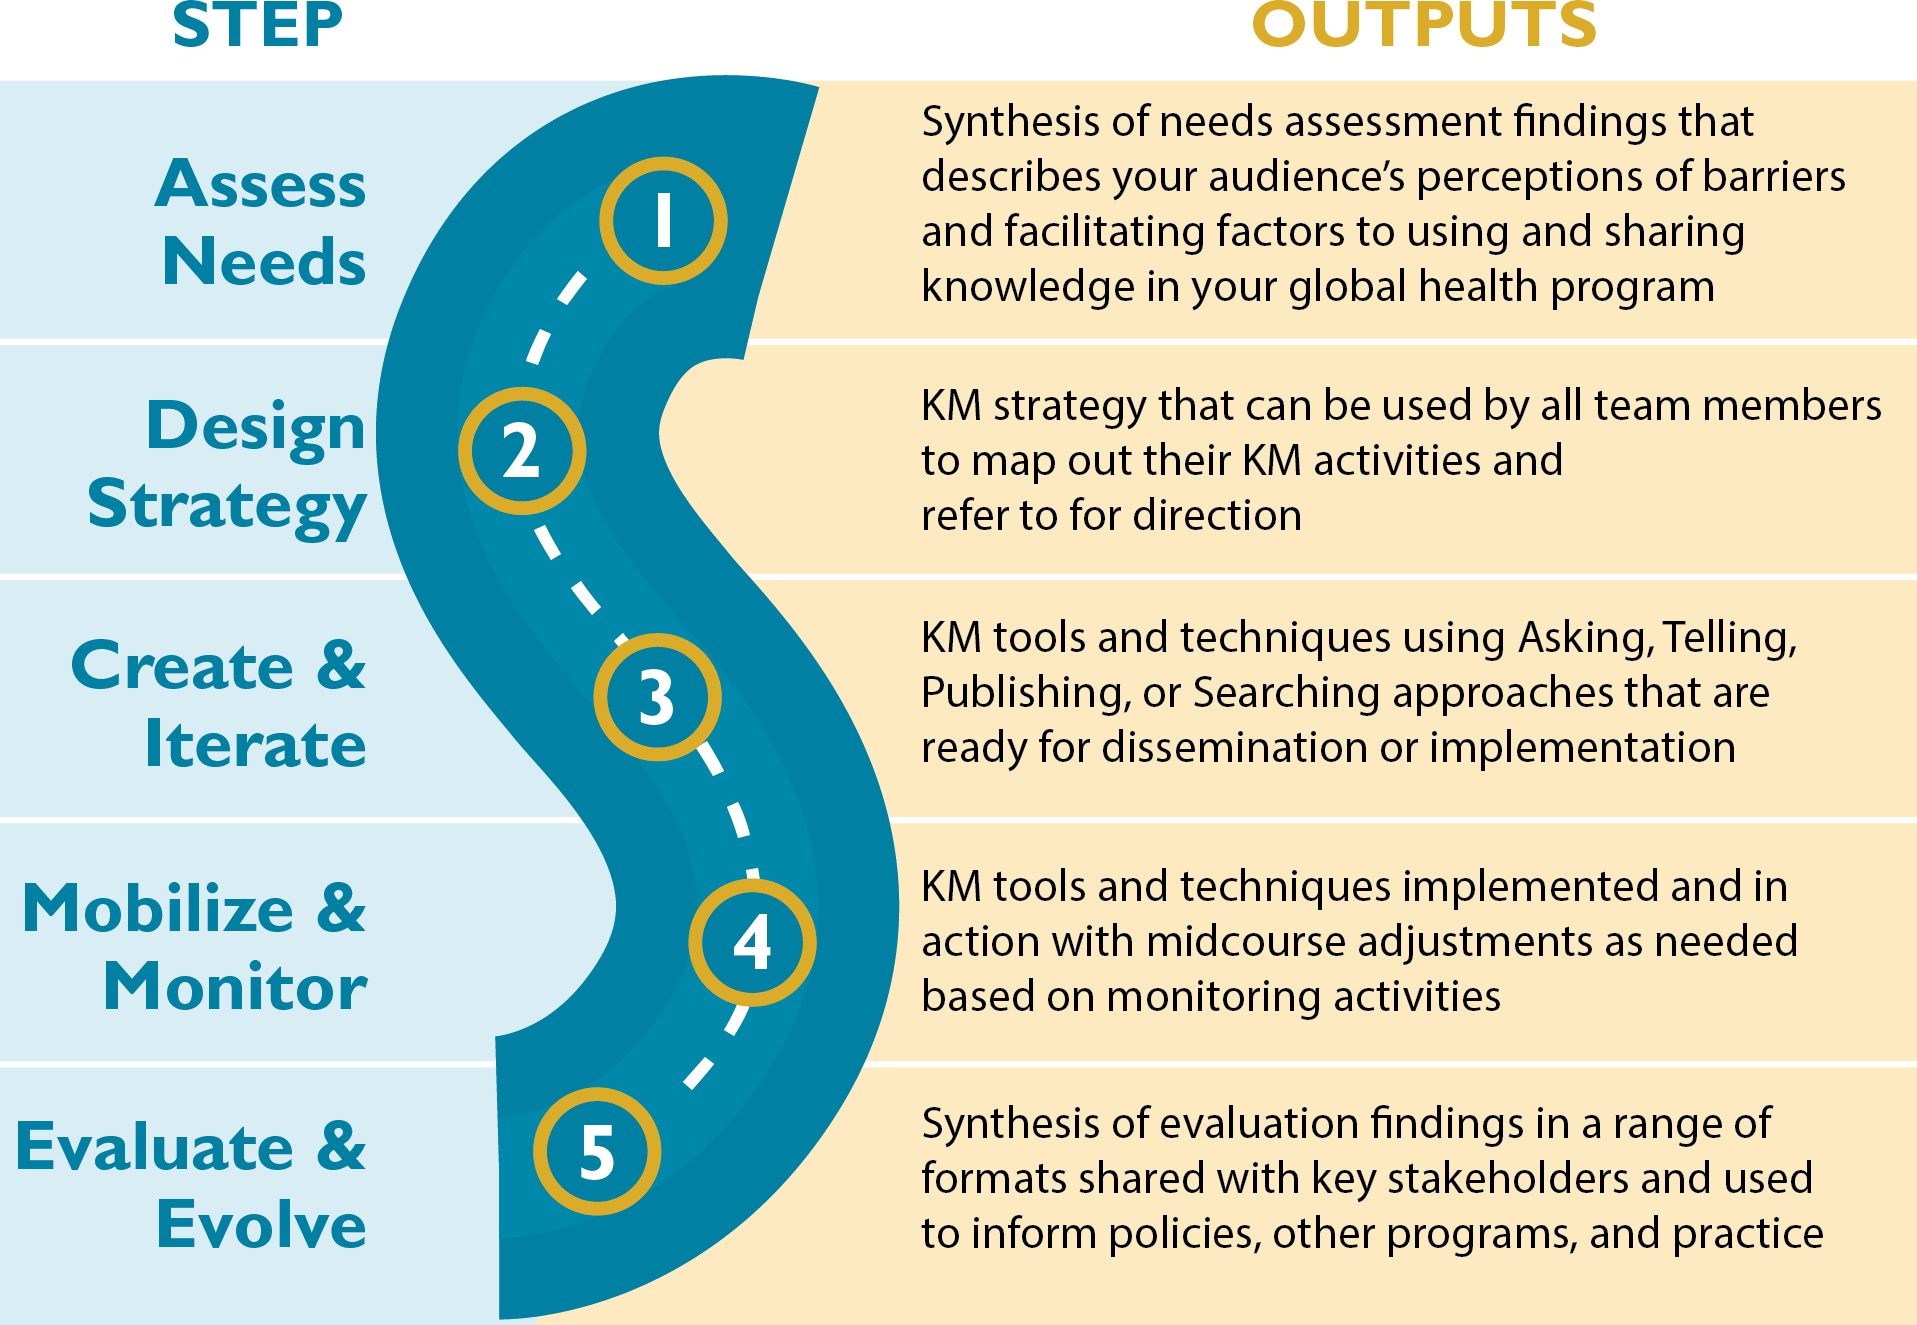 STEP
OUTPUTS
Assess
Needs
1
Synthesis of needs assessment findings that
describes your audience’s perceptions of barriers
and facilitating factors to using and sharing
knowledge in your global health program
Design
Strategy
2
KM strategy that can be used by all team members
to map out their KM activities and
refer to for direction
Create &
Iterate
3
KM tools and techniques using Asking, Telling,
Publishing, or Searching approaches that are
ready for dissemination or implementation
Mobilize &
Monitor
4
KM tools and techniques implemented and in
action with midcourse adjustments as needed
based on monitoring activities
Evaluate &
Evolve
5
Synthesis of evaluation findings in a range of
formats shared with key stakeholders and used
to inform policies, other programs, and practice